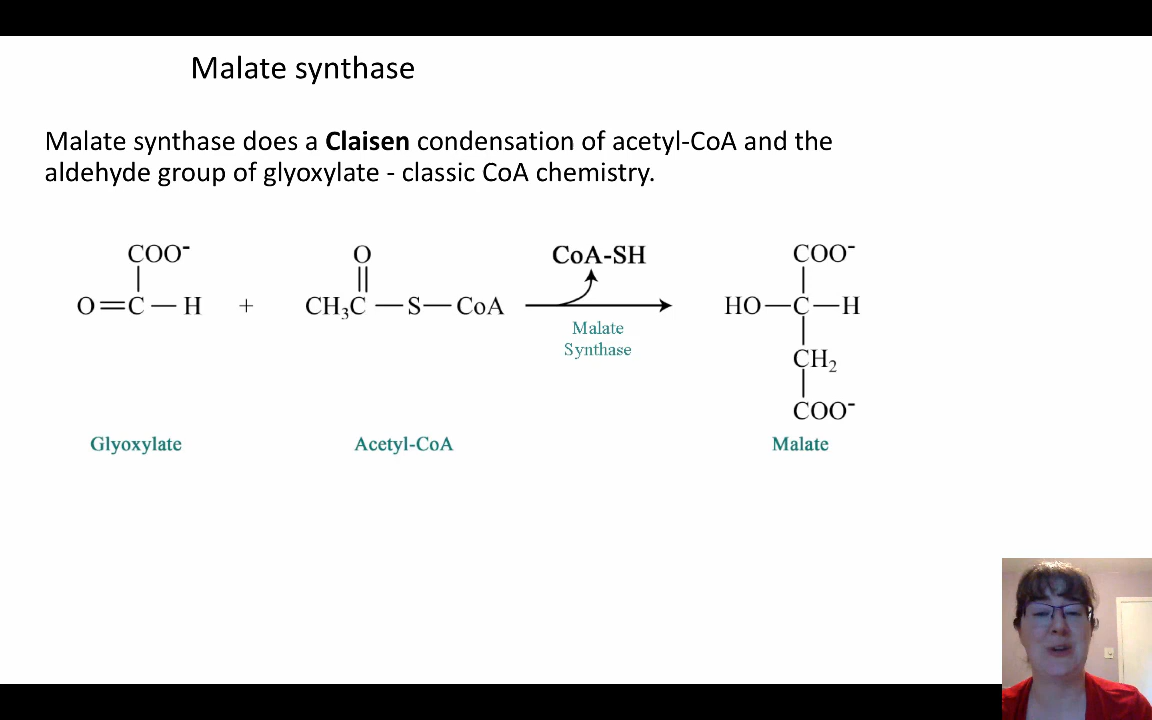 Malate synthase
Malate synthase does a Claisen condensation of acetyl-CoA and the
aldehyde group of glyoxylate - classic CoA chemistry.
COO⁻ O CoA-SH COO⁻
O=C—H + CH₃C—S—CoA HO—C—H
Malate
Synthase
CH₂
COO⁻
Glyoxylate Acetyl-CoA Malate